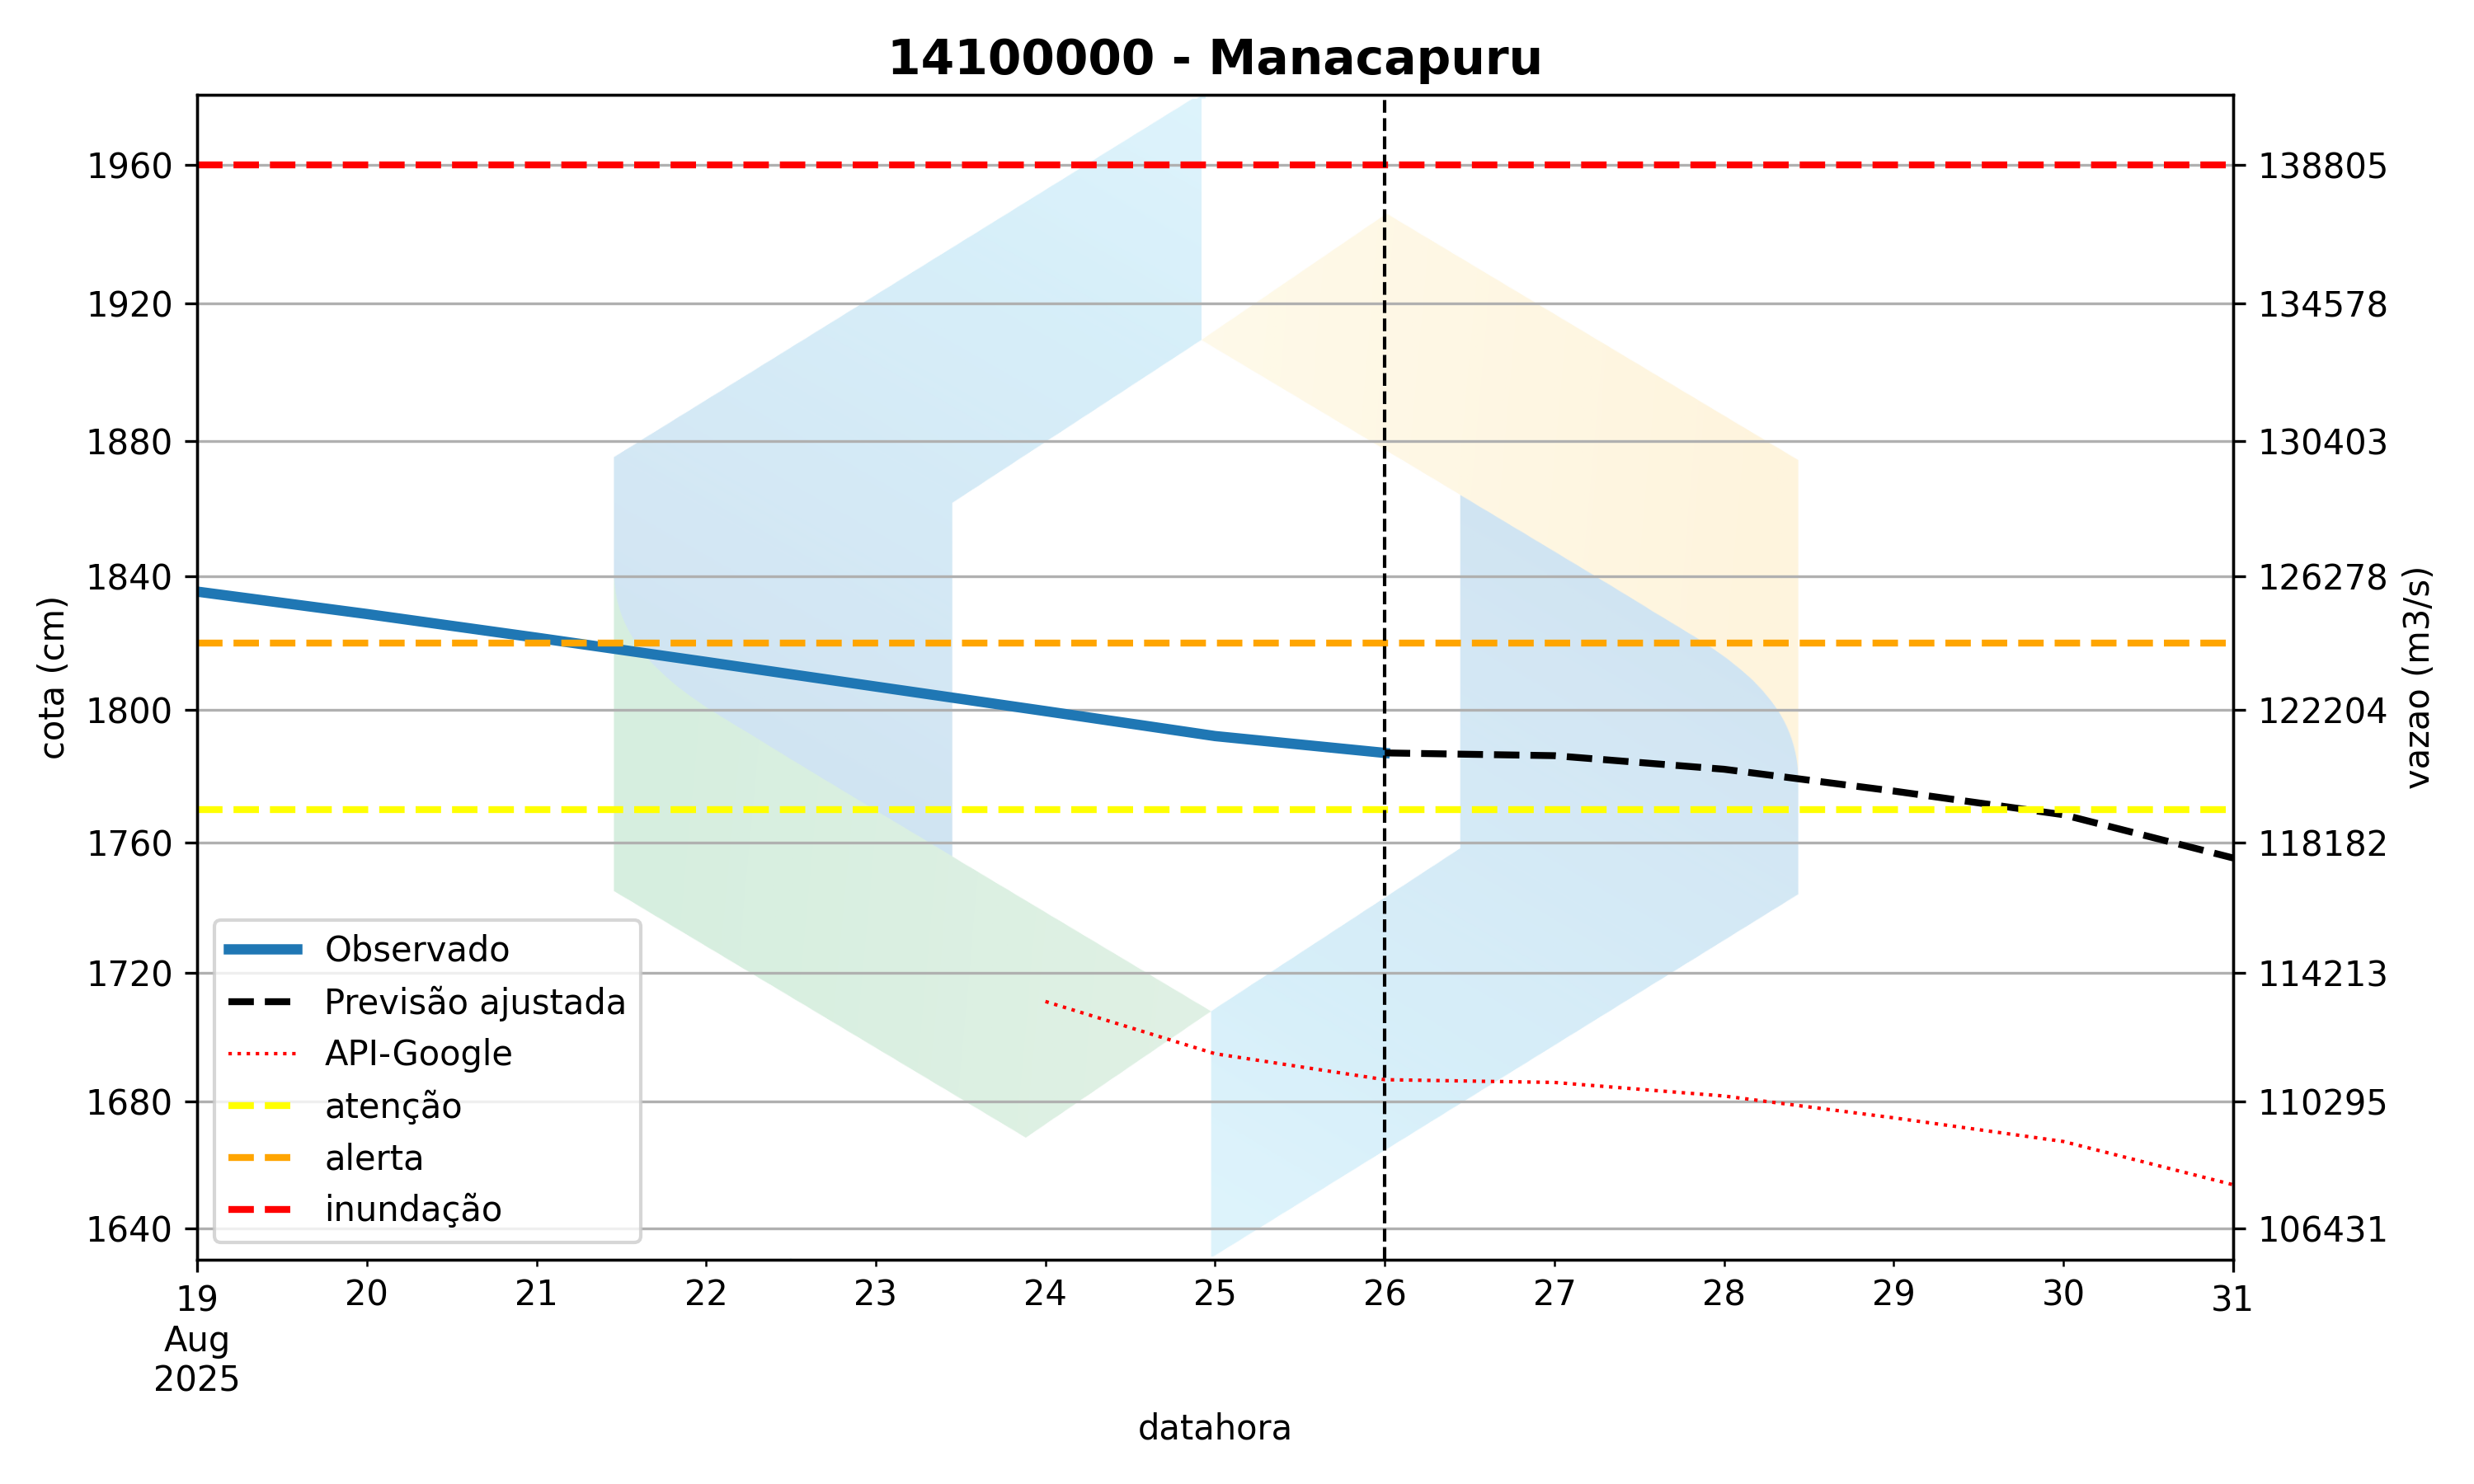 14100000 - Manacapuru
1960
1920
1880
1840
1800
1760
1720
1680
1640
cota (cm)
138805
134578
130403
126278
122204
118182
114213
110295
106431
vazao (m3/s)
Observado
Previsão ajustada
API-Google
atenção
alerta
inundação
19 20 21 22 23 24 25 26 27 28 29 30 31
Aug
2025
datahora